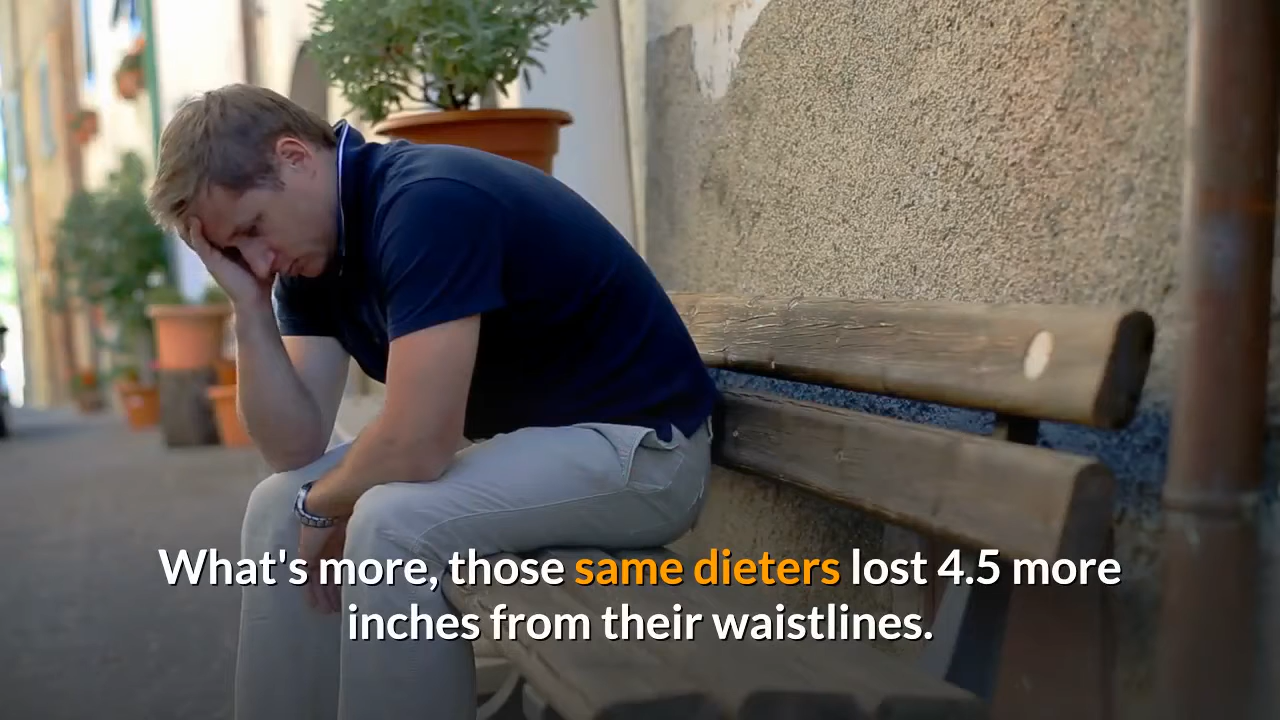 What's more, those same dieters lost 4.5 more
inches from their waistlines.